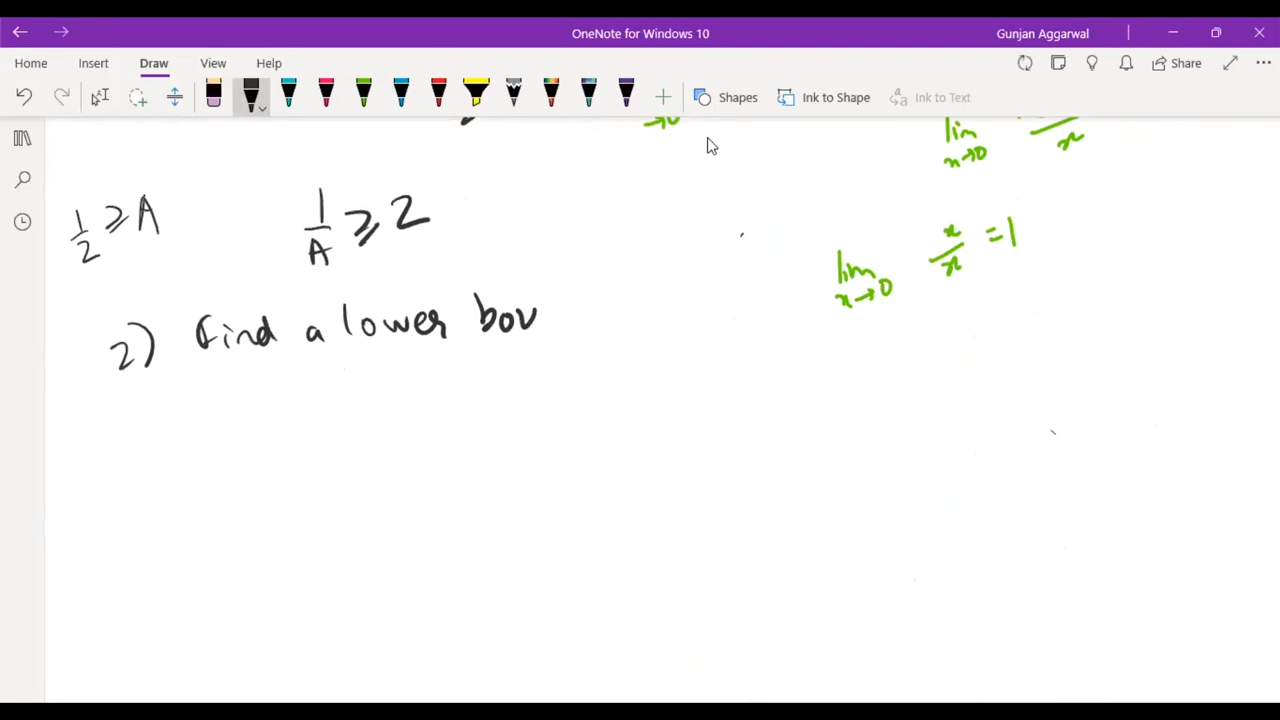 OneNote for Windows 10
Gunjan Aggarwal
Home Insert Draw View Help
Share
Shapes
Ink to Shape
Ink to Text
lim x→0 /x
1/2 ≥ A
1/A ≥ 2
lim x→0 x/x = 1
2) Find a lower bou